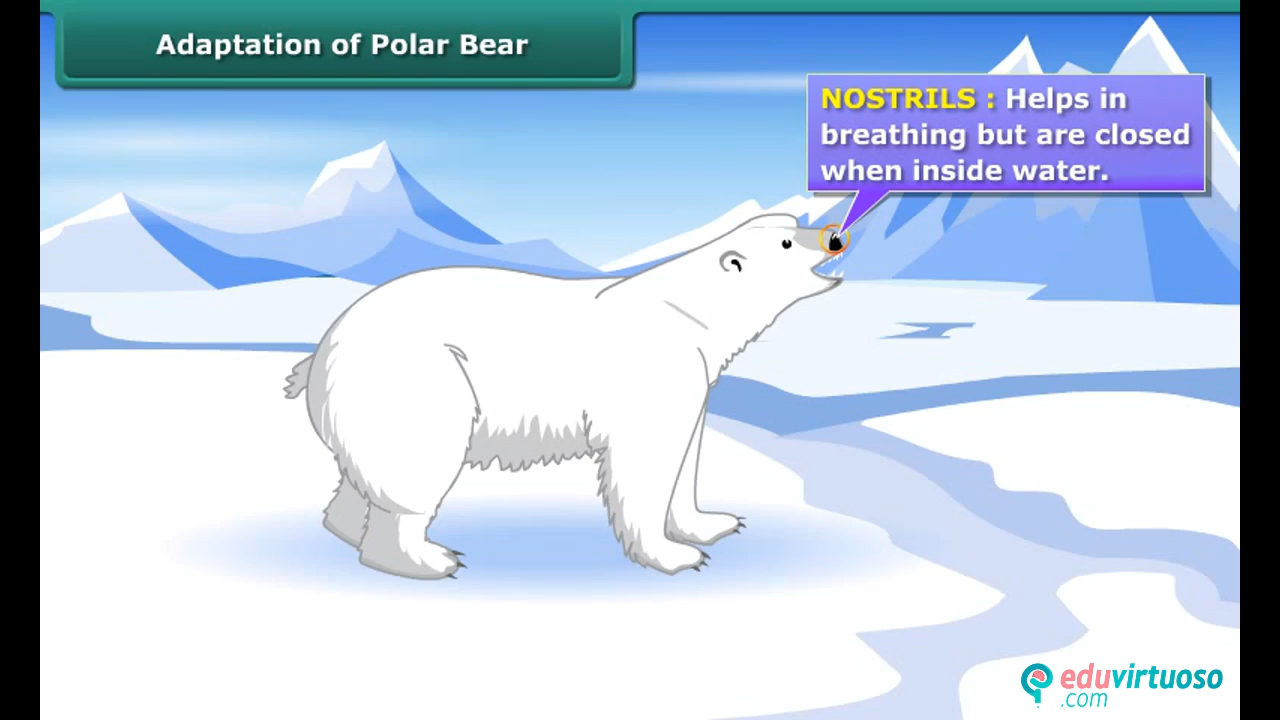 Adaptation of Polar Bear
NOSTRILS : Helps in
breathing but are closed
when inside water.
eduvirtuoso
.com